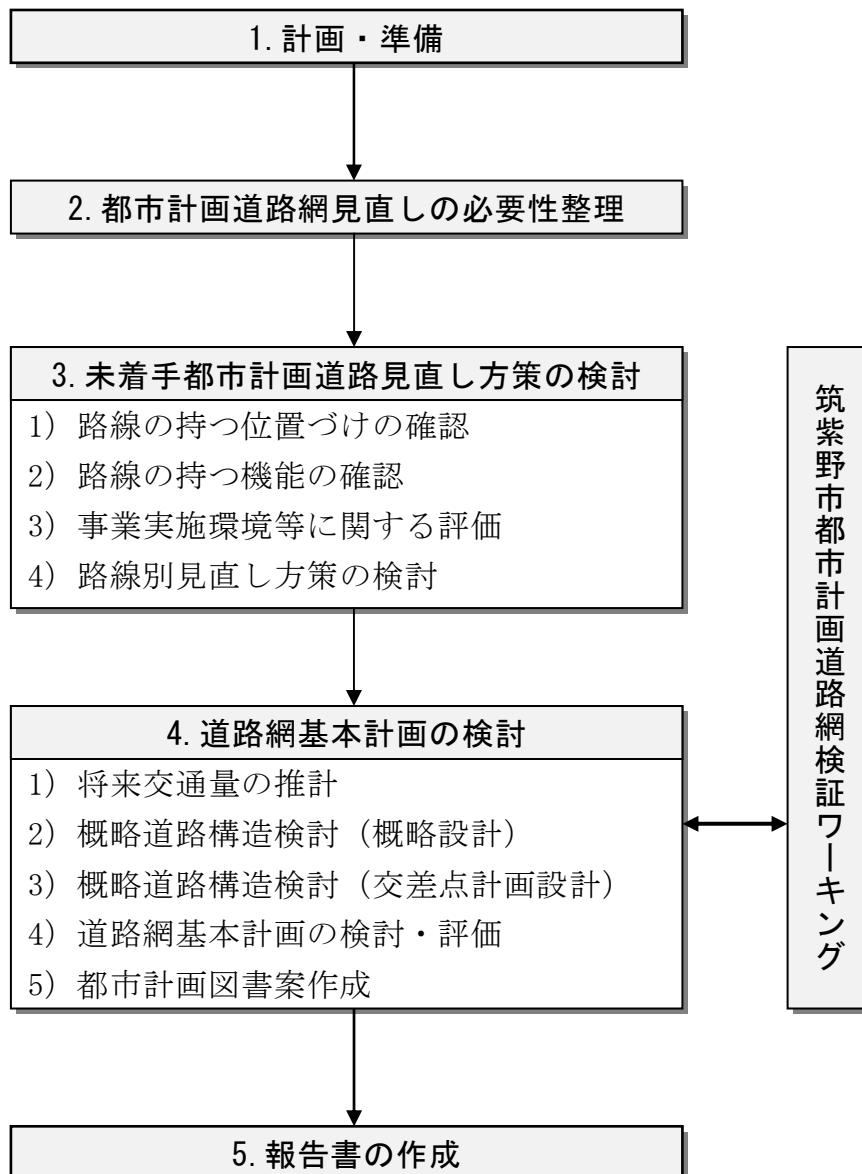 1.計画・準備
2.都市計画道路網見直しの必要性整理
3.未着手都市計画道路見直し方策の検討
1）路線の持つ位置づけの確認
2）路線の持つ機能の確認
3）事業実施環境等に関する評価
4）路線別見直し方策の検討
4.道路網基本計画の検討
1）将来交通量の推計
2）概略道路構造検討（概略設計）
3）概略道路構造検討（交差点計画設計）
4）道路網基本計画の検討・評価
5）都市計画図書案作成
筑紫野市都市計画道路網検証ワーキング
5.報告書の作成